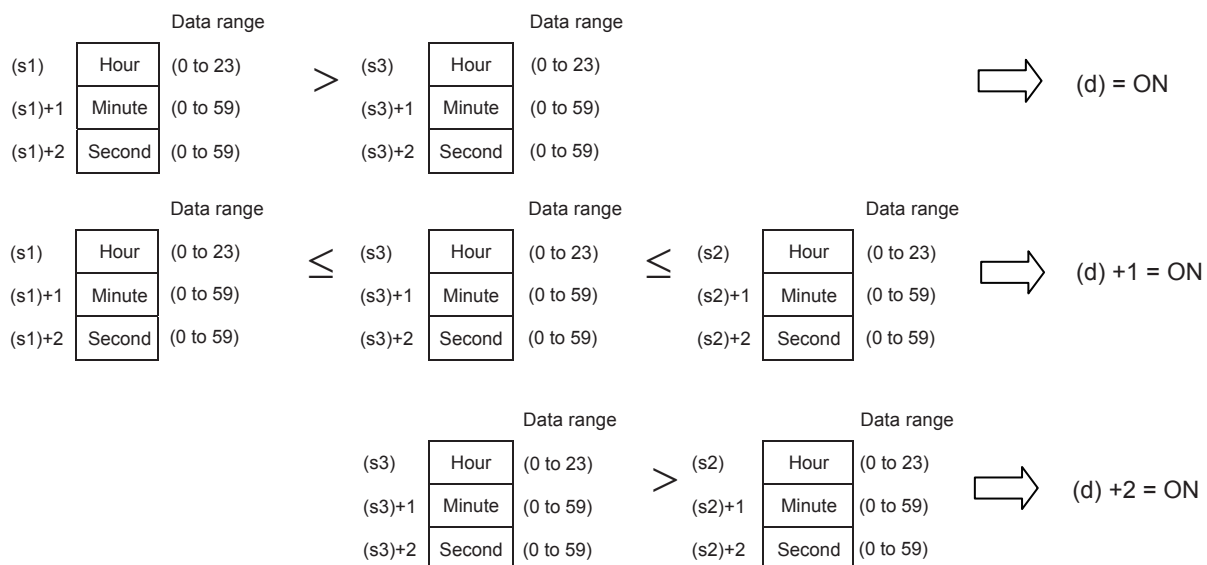 Data range Data range
(s1) Hour (0 to 23) > (s3) Hour (0 to 23) (d) = ON
(s1)+1 Minute (0 to 59) (s3)+1 Minute (0 to 59)
(s1)+2 Second (0 to 59) (s3)+2 Second (0 to 59)
Data range Data range Data range
(s1) Hour (0 to 23) ≤ (s3) Hour (0 to 23) ≤ (s2) Hour (0 to 23) (d) +1 = ON
(s1)+1 Minute (0 to 59) (s3)+1 Minute (0 to 59) (s2)+1 Minute (0 to 59)
(s1)+2 Second (0 to 59) (s3)+2 Second (0 to 59) (s2)+2 Second (0 to 59)
Data range Data range
(s3) Hour (0 to 23) > (s2) Hour (0 to 23) (d) +2 = ON
(s3)+1 Minute (0 to 59) (s2)+1 Minute (0 to 59)
(s3)+2 Second (0 to 59) (s2)+2 Second (0 to 59)